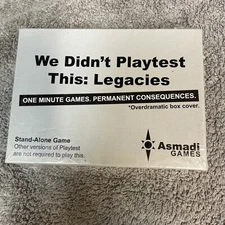 We Didn't Playtest
This: Legacies
ONE MINUTE GAMES. PERMANENT CONSEQUENCES.
*Overdramatic box cover.
Stand-Alone Game
Other versions of Playtest
are not required to play this.
Asmadi
GAMES